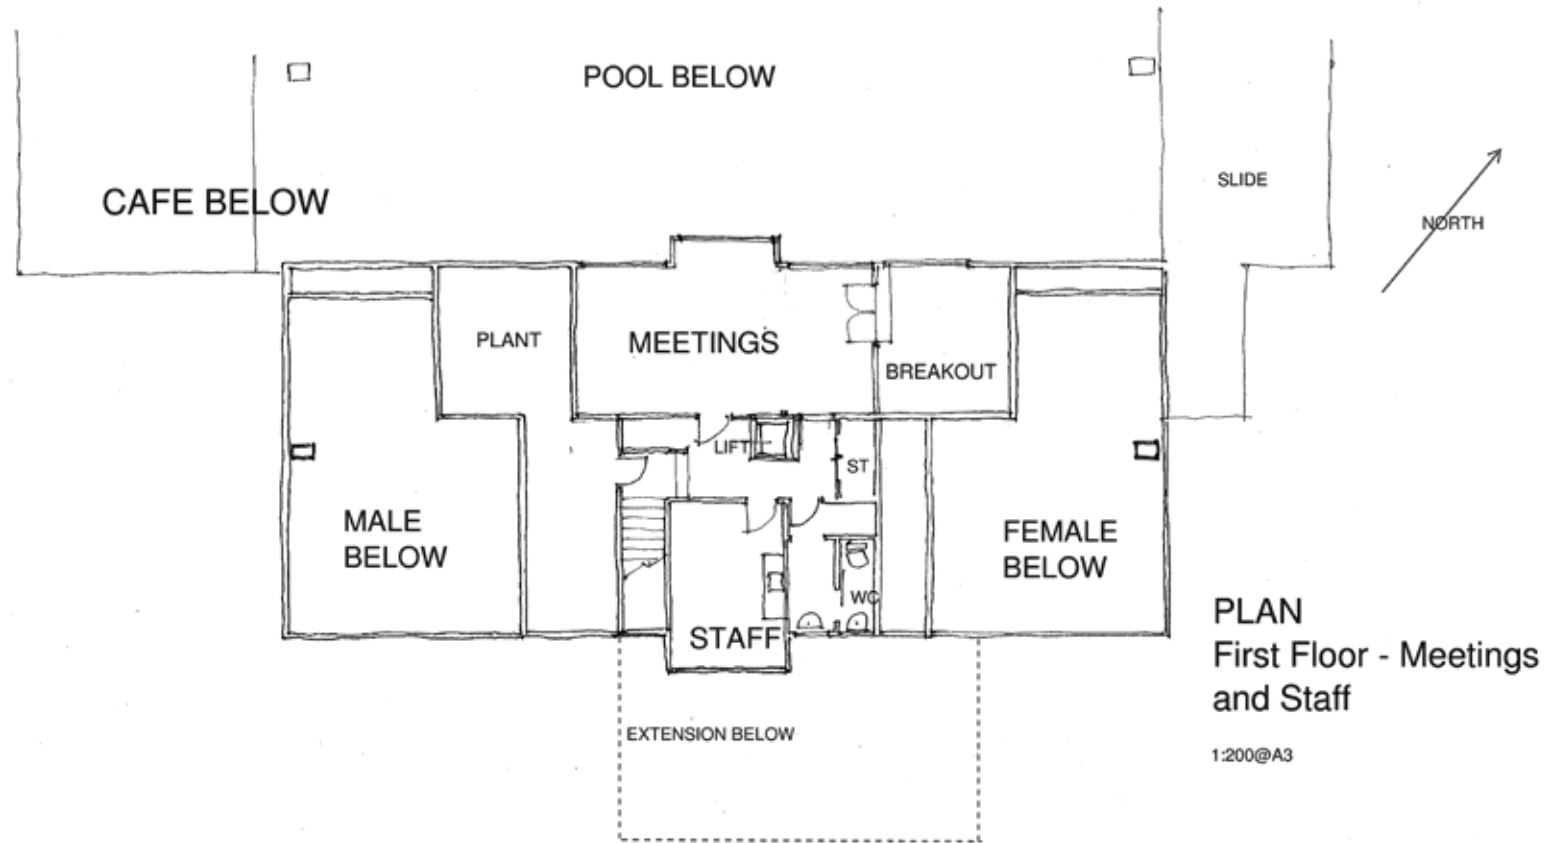 POOL BELOW
CAFE BELOW
SLIDE
NORTH
PLANT
MEETINGS
BREAKOUT
LIFT
ST
MALE
BELOW
FEMALE
BELOW
WC
STAFF
EXTENSION BELOW
PLAN
First Floor - Meetings
and Staff
1:200@A3